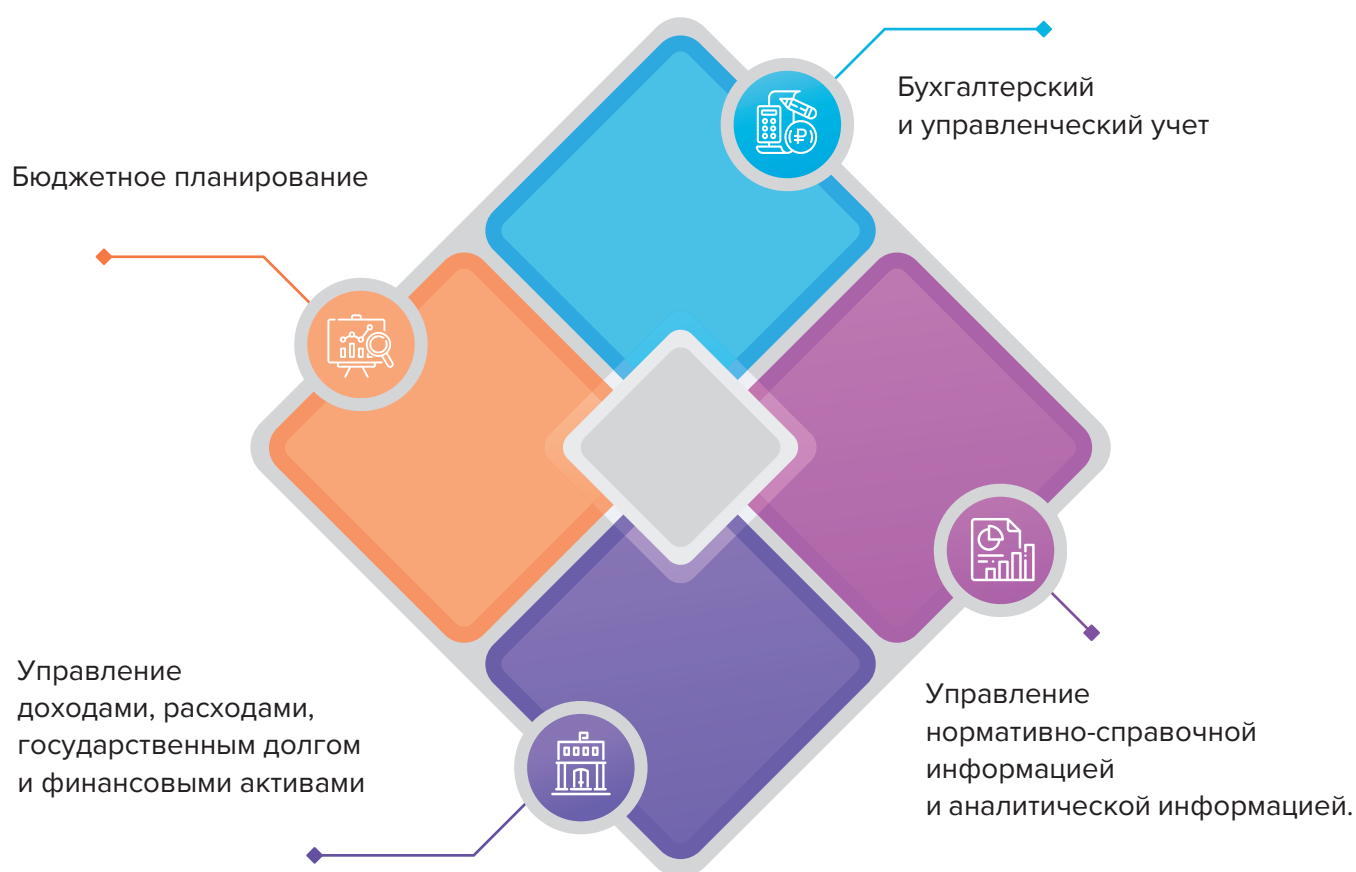 Бухгалтерский
и управленческий учет
Бюджетное планирование
Управление
доходами, расходами,
государственным долгом
и финансовыми активами
Управление
нормативно-справочной
информацией
и аналитической информацией.